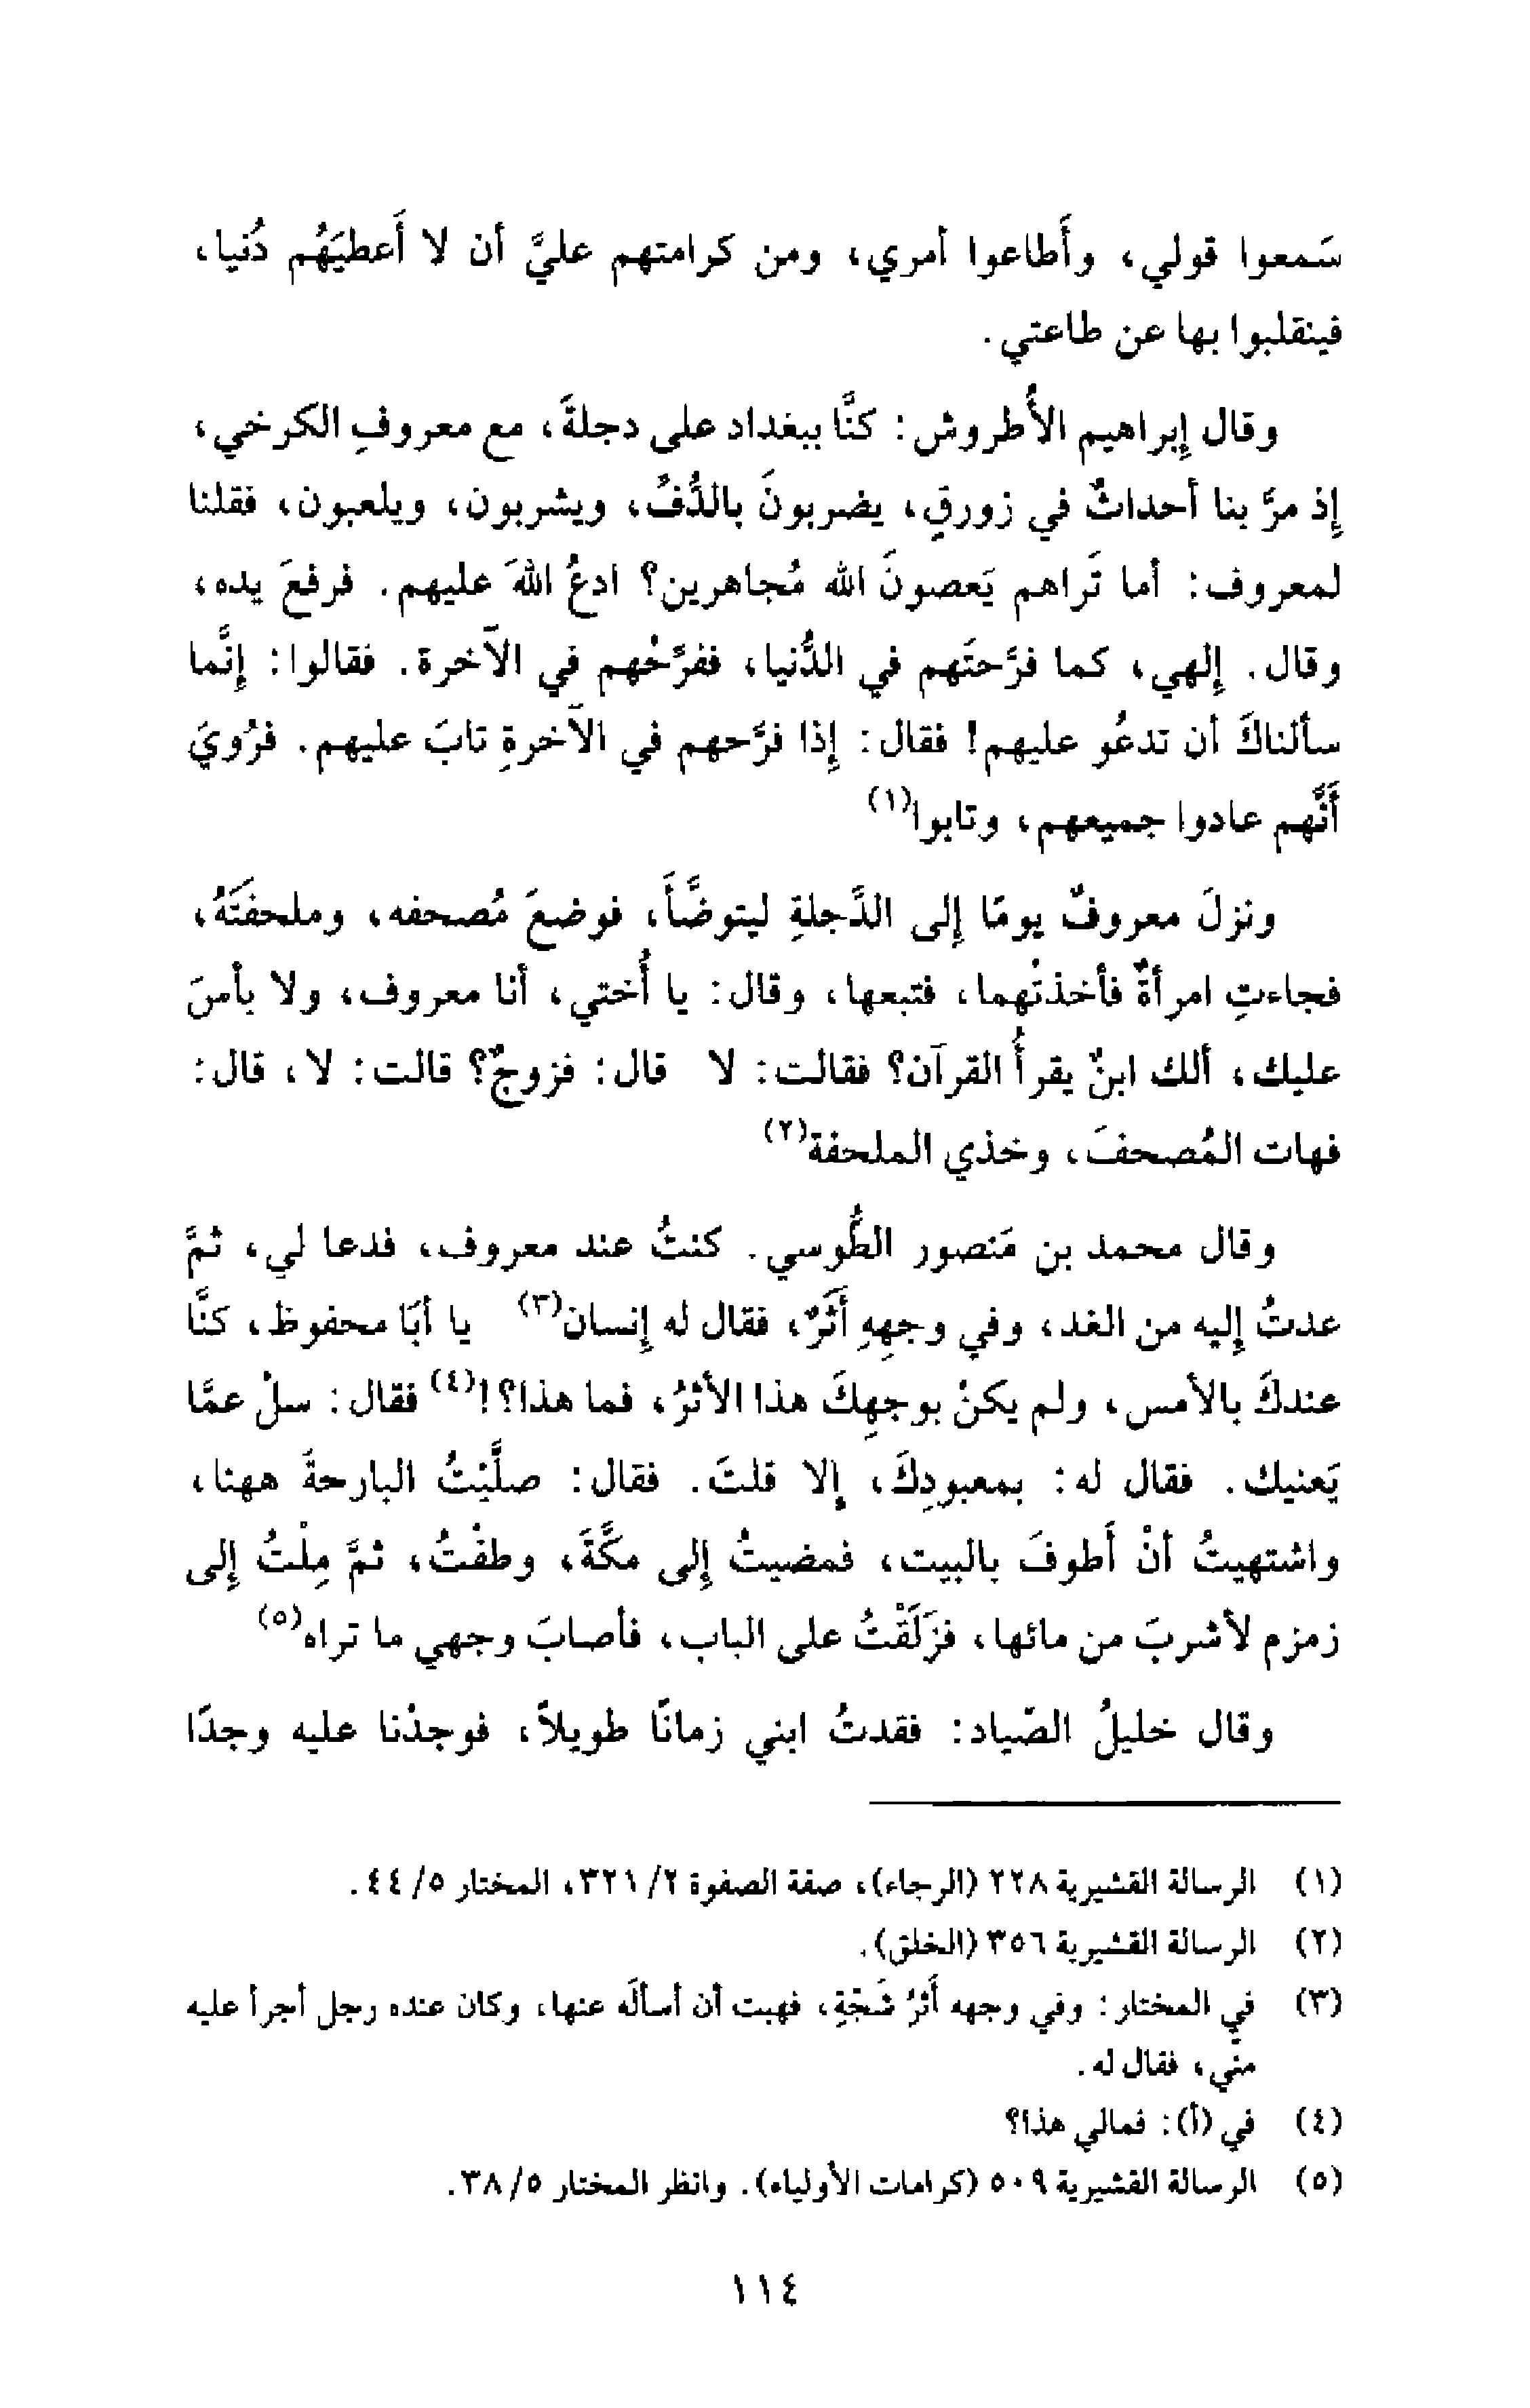 سَمعوا قولي، وأَطاعوا أمري، ومن كرامتهم عليَّ أن لا أَعطيَهُم دُنيا،
فينقلبوا بها عن طاعتي.
وقال إبراهيم الأُطروش: كنَّا ببغداد على دجلةَ، مع معروفِ الكرخي،
إذ مرَّ بنا أحداثٌ في زورقٍ، يضربونَ بالدُّفِّ، ويشربون، ويلعبون، فقلنا
لمعروف: أما تَراهم يَعصونَ الله مُجاهرين؟ ادعُ اللهَ عليهم. فرفعَ يده،
وقال. إلهي، كما فرَّحتَهم في الدُّنيا، ففرِّحْهم في الآخرة. فقالوا: إنَّما
سألناكَ أن تدعُو عليهم! فقال: إذا فرَّحهم في الآخرةِ تابَ عليهم. فرُويَ
أَنَّهم عادوا جميعهم، وتابوا(١)
ونزلَ معروفٌ يومًا إلى الدَّجلةِ ليتوضَّأَ، فوضعَ مُصحفه، وملحفَتَهُ،
فجاءتِ امرأةٌ فأخذتْهما، فتبعها، وقال: يا أُختي، أنا معروف، ولا بأسَ
عليك، ألك ابنٌ يقرأُ القرآن؟ فقالت: لا قال: فزوجٌ؟ قالت: لا، قال:
فهات المُصحفَ، وخذي الملحفة(٢)
وقال محمد بن مَنصور الطُّوسي. كنتُ عند معروف، فدعا لي، ثمَّ
عدتُ إليه من الغد، وفي وجهِهِ أَثَرٌ، فقال له إنسان(٣) يا أبَا محفوظ، كنَّا
عندكَ بالأمس، ولم يكنْ بوجهِكَ هذا الأثرُ، فما هذا؟!(٤) فقال: سلْ عمَّا
يَعنيك. فقال له: بمعبودِكَ، إلا قلتَ. فقال: صلَّيْتُ البارحةَ ههنا،
واشتهيتُ أنْ أَطوفَ بالبيت، فمضيتُ إلى مكَّةَ، وطفْتُ، ثمَّ مِلْتُ إلى
زمزم لأشربَ من مائها، فزَلَقْتُ على الباب، فأصابَ وجهي ما تراه(٥)
وقال خليلُ الصّياد: فقدتُ ابني زمانًا طويلاً، فوجدْنا عليه وجدًا
(١) الرسالة القشيرية ٢٢٨ (الرجاء)، صفة الصفوة ٢/ ٣٢١، المختار ٥/ ٤٤.
(٢) الرسالة القشيرية ٣٥٦ (الخلق).
(٣) في المختار: وفي وجهه أَثرُ شَجّةٍ، فهبت أن أسألَه عنها، وكان عنده رجل أجرأ عليه
منّي، فقال له.
(٤) في (أ): فمالي هذا؟
(٥) الرسالة القشيرية ٥٠٩ (كرامات الأولياء). وانظر المختار ٥/ ٣٨.
١١٤